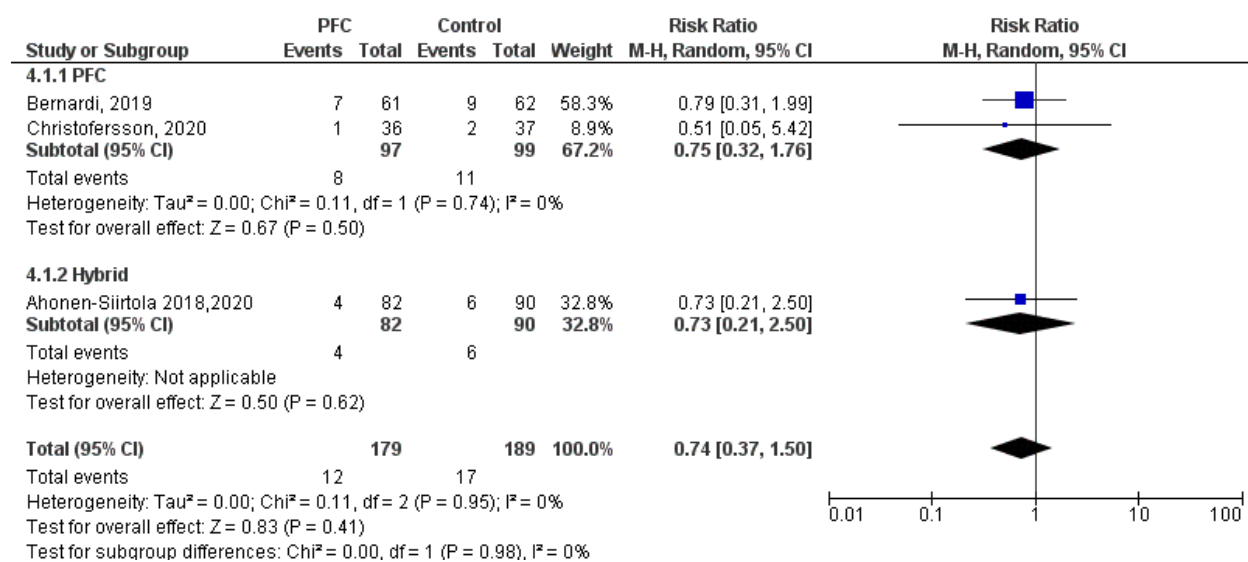 PFC Control Risk Ratio Risk Ratio
Study or Subgroup Events Total Events Total Weight M-H, Random, 95% CI M-H, Random, 95% CI
4.1.1 PFC
Bernardi, 2019 7 61 9 62 58.3% 0.79 [0.31, 1.99]
Christofersson, 2020 1 36 2 37 8.9% 0.51 [0.05, 5.42]
Subtotal (95% CI) 97 99 67.2% 0.75 [0.32, 1.76]
Total events 8 11
Heterogeneity: Tau² = 0.00; Chi² = 0.11, df = 1 (P = 0.74); I² = 0%
Test for overall effect: Z = 0.67 (P = 0.50)
4.1.2 Hybrid
Ahonen-Siirtola 2018,2020 4 82 6 90 32.8% 0.73 [0.21, 2.50]
Subtotal (95% CI) 82 90 32.8% 0.73 [0.21, 2.50]
Total events 4 6
Heterogeneity: Not applicable
Test for overall effect: Z = 0.50 (P = 0.62)
Total (95% CI) 179 189 100.0% 0.74 [0.37, 1.50]
Total events 12 17
Heterogeneity: Tau² = 0.00; Chi² = 0.11, df = 2 (P = 0.95); I² = 0%
Test for overall effect: Z = 0.83 (P = 0.41)
Test for subgroup differences: Chi² = 0.00, df = 1 (P = 0.98), I² = 0%
0.01 0.1 1 10 100